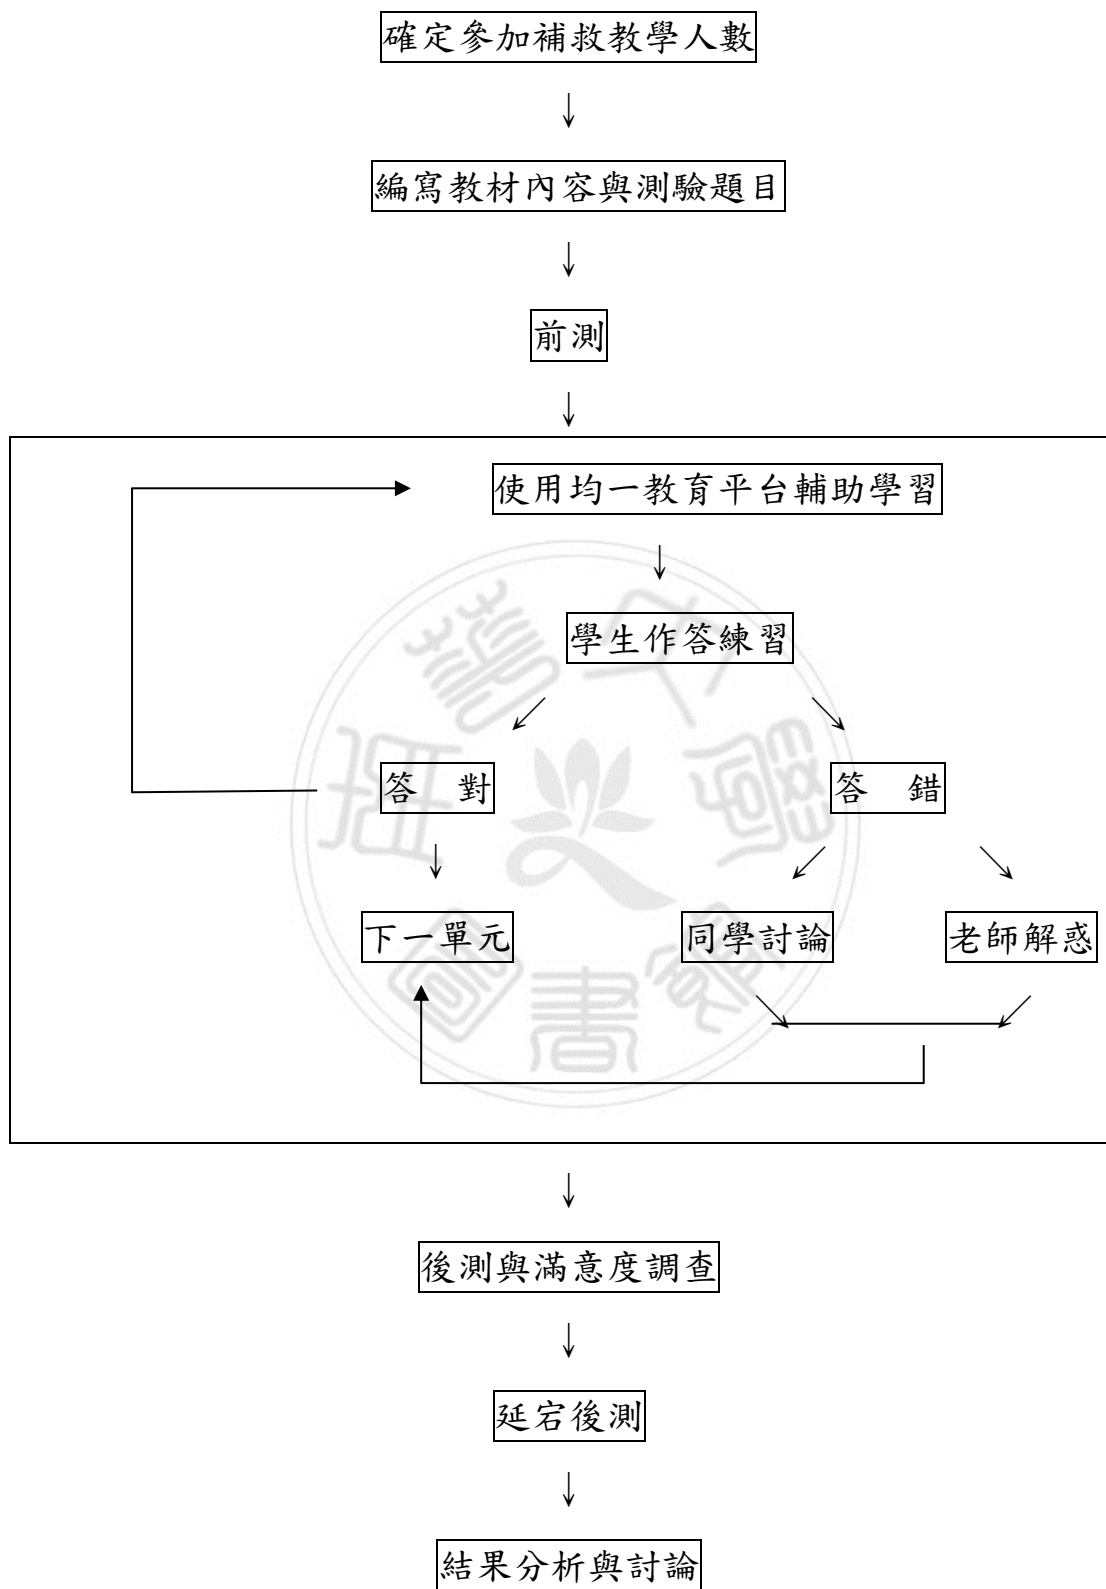 確定參加補救教學人數
編寫教材內容與測驗題目
前測
使用均一教育平台輔助學習
學生作答練習
答 對
答 錯
下一單元
同學討論
老師解惑
後測與滿意度調查
延宕後測
結果分析與討論